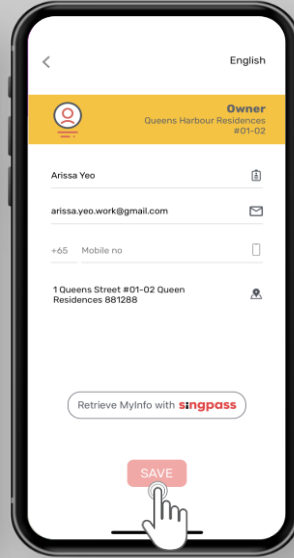 English
Owner
Queens Harbour Residences
#01-02
Arissa Yeo
arissa.yeo.work@gmail.com
+65 Mobile no
1 Queens Street #01-02 Queen
Residences 881288
Retrieve MyInfo with singpass
SAVE